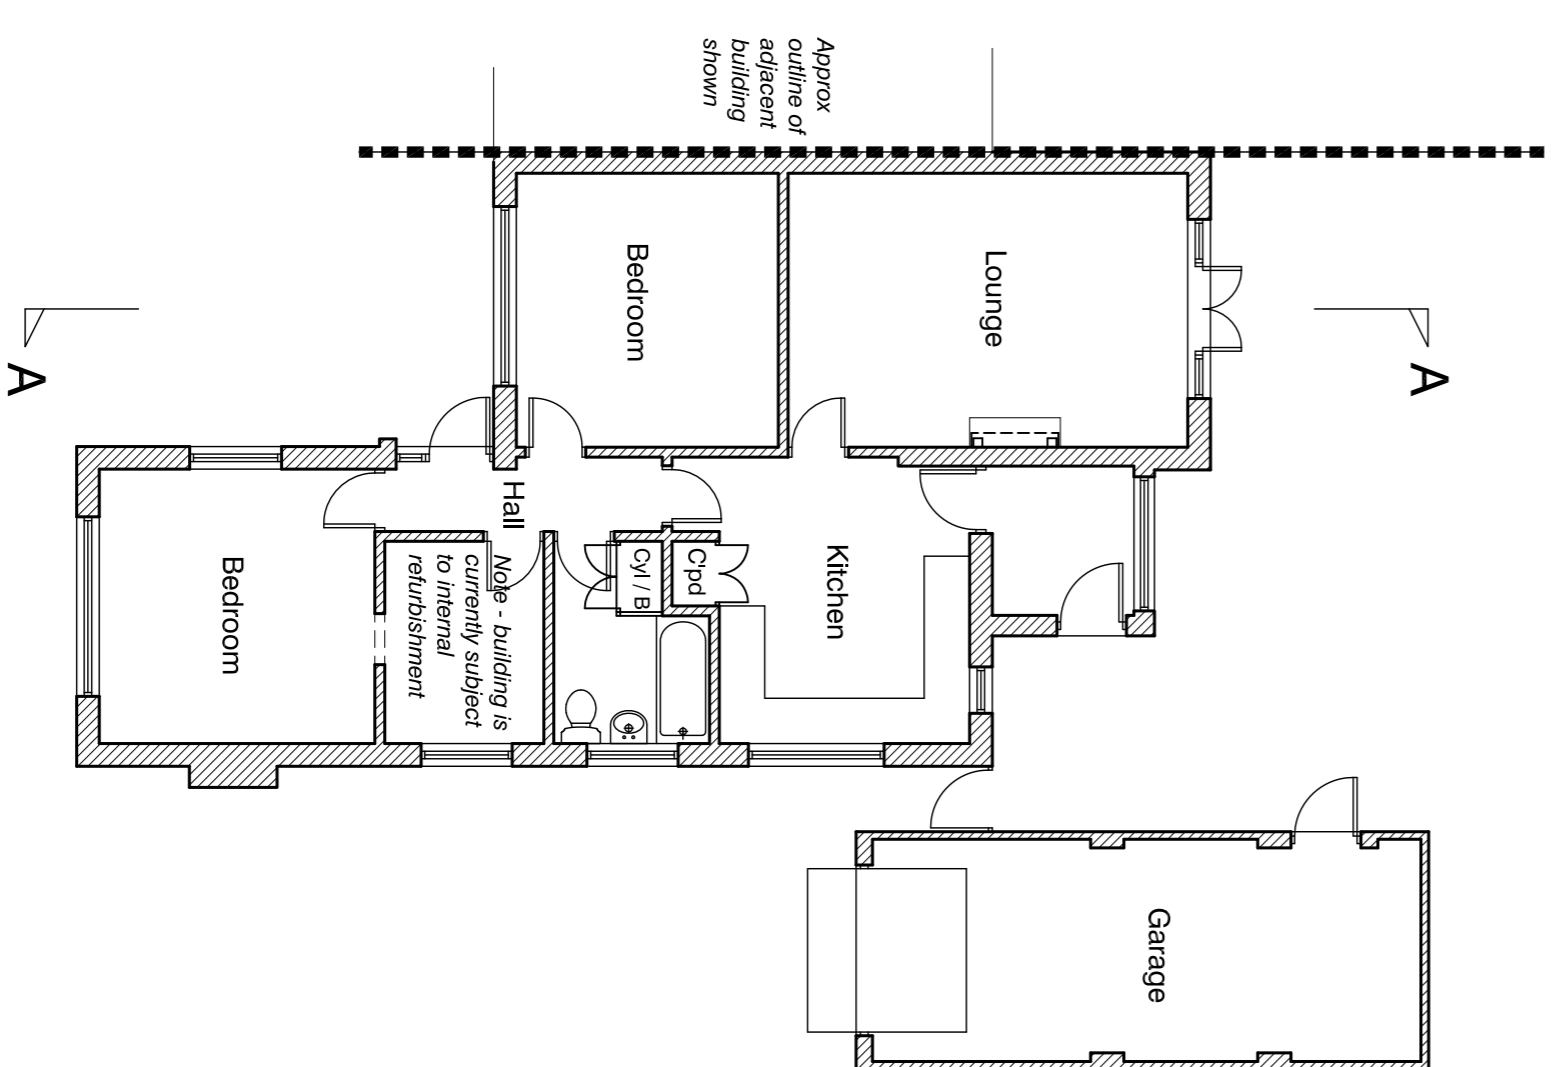 Approx
outline of
adjacent
building
shown
Bedroom
Lounge
A
A
Hall
Bedroom
Note - building is
currently subject
to internal
refurbishment
Cyl / B
C'pd
Kitchen
Garage